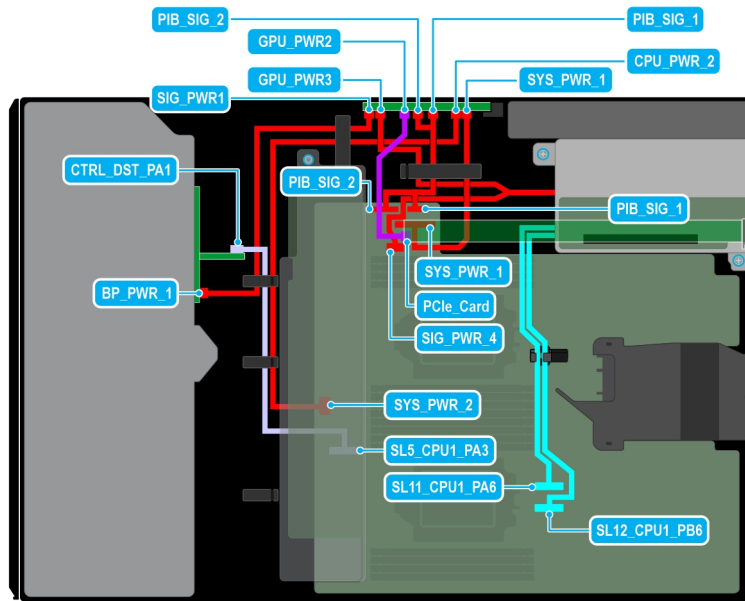 PIB_SIG_2
PIB_SIG_1
GPU_PWR2
CPU_PWR_2
GPU_PWR3
SYS_PWR_1
SIG_PWR1
CTRL_DST_PA1
PIB_SIG_2
PIB_SIG_1
SYS_PWR_1
BP_PWR_1
PCIe_Card
SIG_PWR_4
SYS_PWR_2
SL5_CPU1_PA3
SL11_CPU1_PA6
SL12_CPU1_PB6